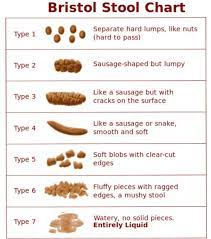 Bristol Stool Chart
Type 1
Separate hard lumps, like nuts
(hard to pass)
Type 2
Sausage-shaped but lumpy
Type 3
Like a sausage but with
cracks on the surface
Type 4
Like a sausage or snake,
smooth and soft
Type 5
Soft blobs with clear-cut
edges
Type 6
Fluffy pieces with ragged
edges, a mushy stool
Type 7
Watery, no solid pieces.
Entirely Liquid